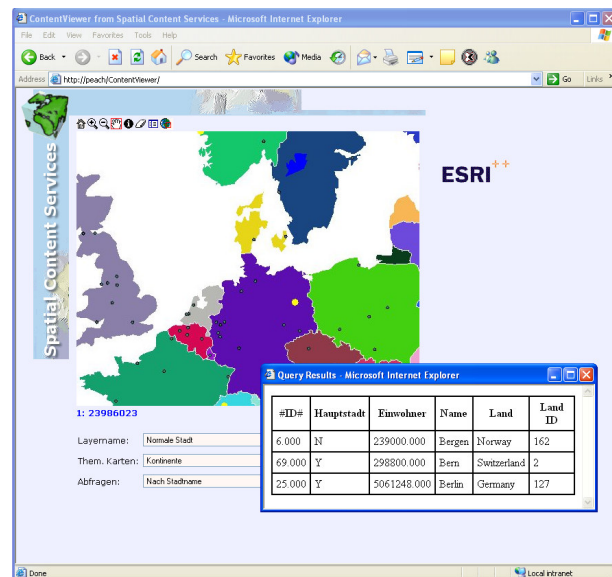 ContentViewer from Spatial Content Services - Microsoft Internet Explorer
File Edit View Favorites Tools Help
Back Search Favorites Media
Address http://peach/ContentViewer/ Go Links
Spatial Content Services
ESRI++
1: 23986023
Layername: Normale Stadt
Them. Karten: Kontinente
Abfragen: Nach Stadtname
Query Results - Microsoft Internet Explorer
#ID# Hauptstadt Einwohner Name Land Land ID
6.000 N 239000.000 Bergen Norway 162
69.000 Y 298800.000 Bern Switzerland 2
25.000 Y 5061248.000 Berlin Germany 127
Done Local intranet